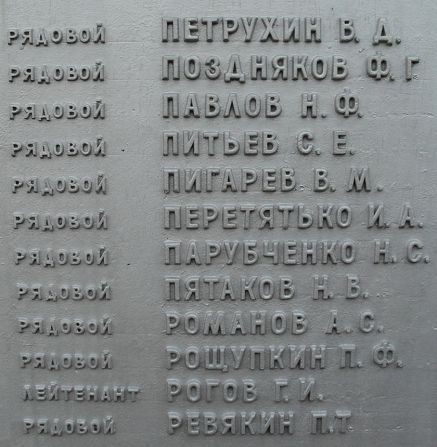 РЯДОВОЙ ПЕТРУХИН В. Д.
РЯДОВОЙ ПОЗДНЯКОВ Ф. Г
РЯДОВОЙ ПАВЛОВ Н. Ф.
РЯДОВОЙ ПИТЬЕВ С. Е.
РЯДОВОЙ ПИГАРЕВ В. М.
РЯДОВОЙ ПЕРЕТЯТЬКО И. А.
РЯДОВОЙ ПАРУБЧЕНКО Н. С.
РЯДОВОЙ ПЯТАКОВ Н. В.
РЯДОВОЙ РОМАНОВ А. С.
РЯДОВОЙ РОЩУПКИН П. Ф.
ЛЕЙТЕНАНТ РОГОВ Г. И.
РЯДОВОЙ РЕВЯКИН П. Т